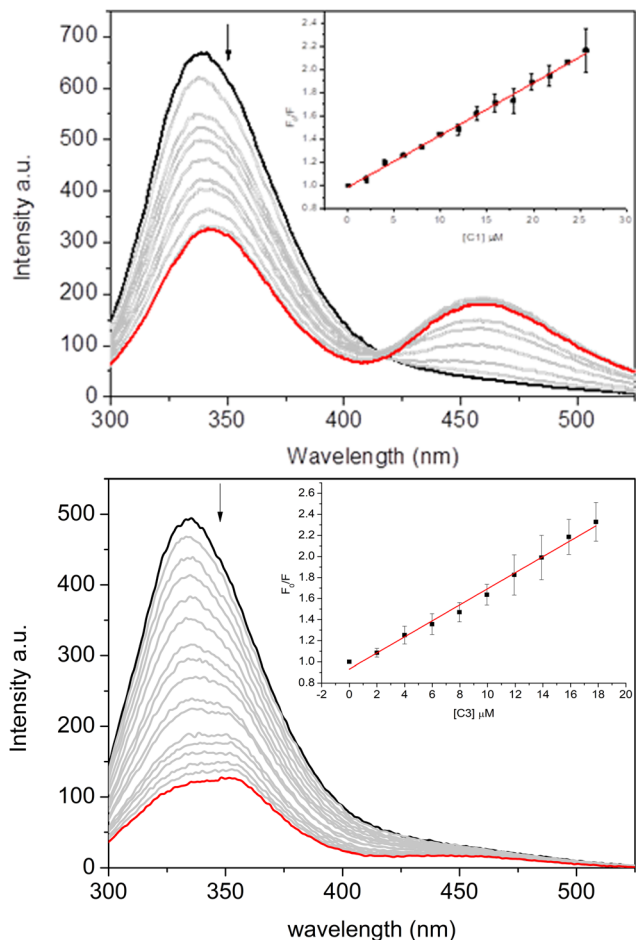 700
600
500
400
300
200
100
0
Intensity a.u.
300 350 400 450 500
Wavelength (nm)
2.4
2.2
2.0
1.8
1.6
1.4
1.2
1.0
0.8
F₀/F
0 5 10 15 20 25 30
[C1] μM
500
400
300
200
100
0
Intensity a.u.
300 350 400 450 500
wavelength (nm)
2.6
2.4
2.2
2.0
1.8
1.6
1.4
1.2
1.0
0.8
F₀/F
-2 0 2 4 6 8 10 12 14 16 18 20
[C3] μM